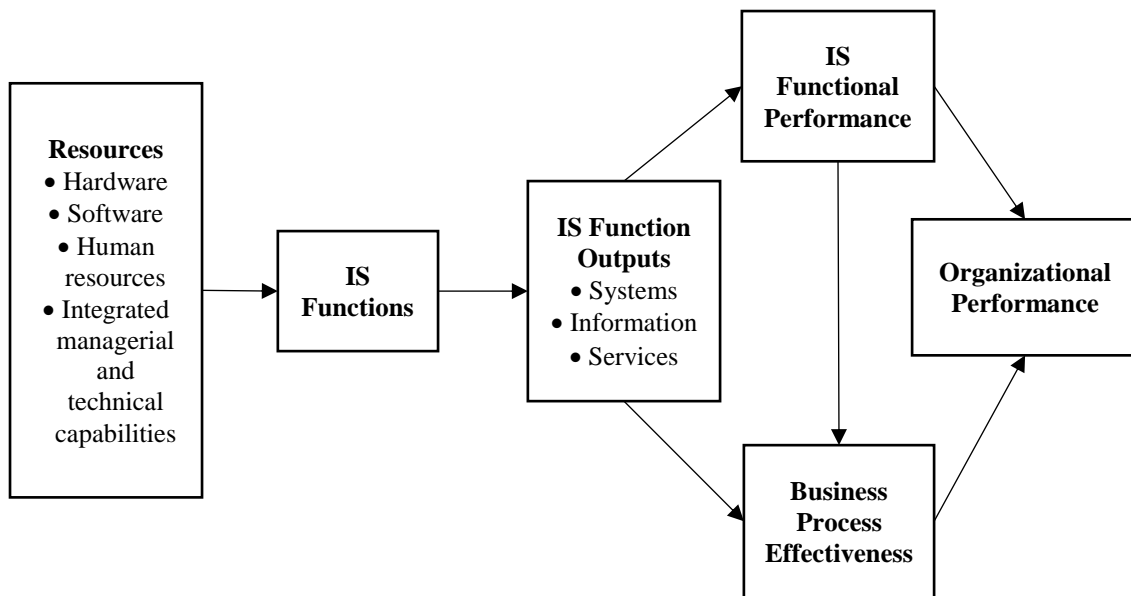 Resources
• Hardware
• Software
• Human
resources
• Integrated
managerial
and
technical
capabilities
IS
Functions
IS Function
Outputs
• Systems
• Information
• Services
IS
Functional
Performance
Business
Process
Effectiveness
Organizational
Performance